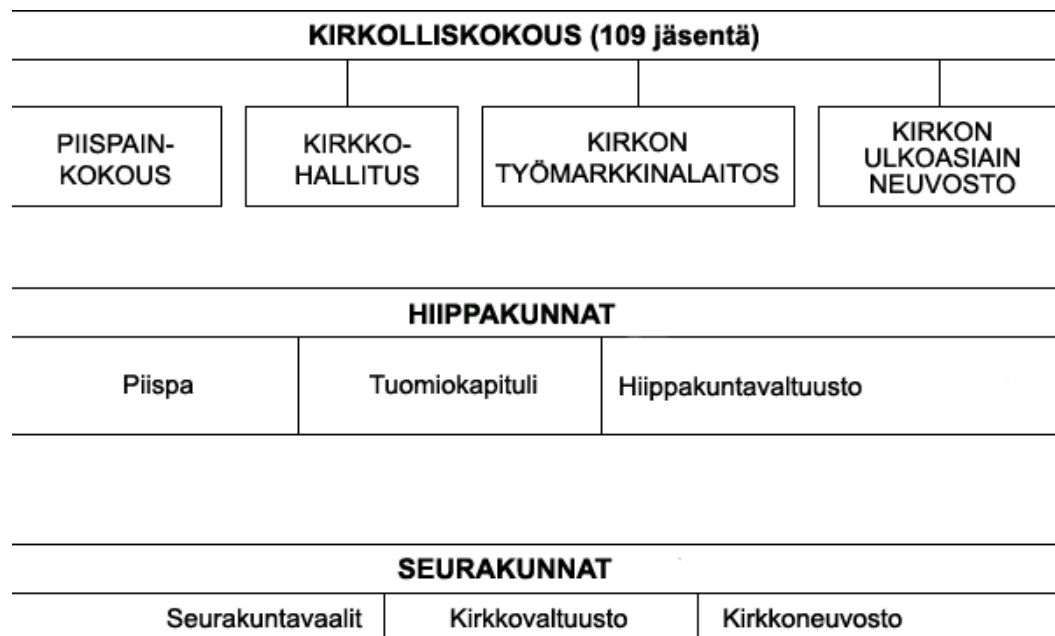 KIRKOLLISKOKOUS (109 jäsentä)
PIISPAIN-
KOKOUS
KIRKKO-
HALLITUS
KIRKON
TYÖMARKKINALAITOS
KIRKON
ULKOASIAIN
NEUVOSTO
HIIPPAKUNNAT
Piispa
Tuomiokapituli
Hiippakuntavaltuusto
SEURAKUNNAT
Seurakuntavaalit
Kirkkovaltuusto
Kirkkoneuvosto